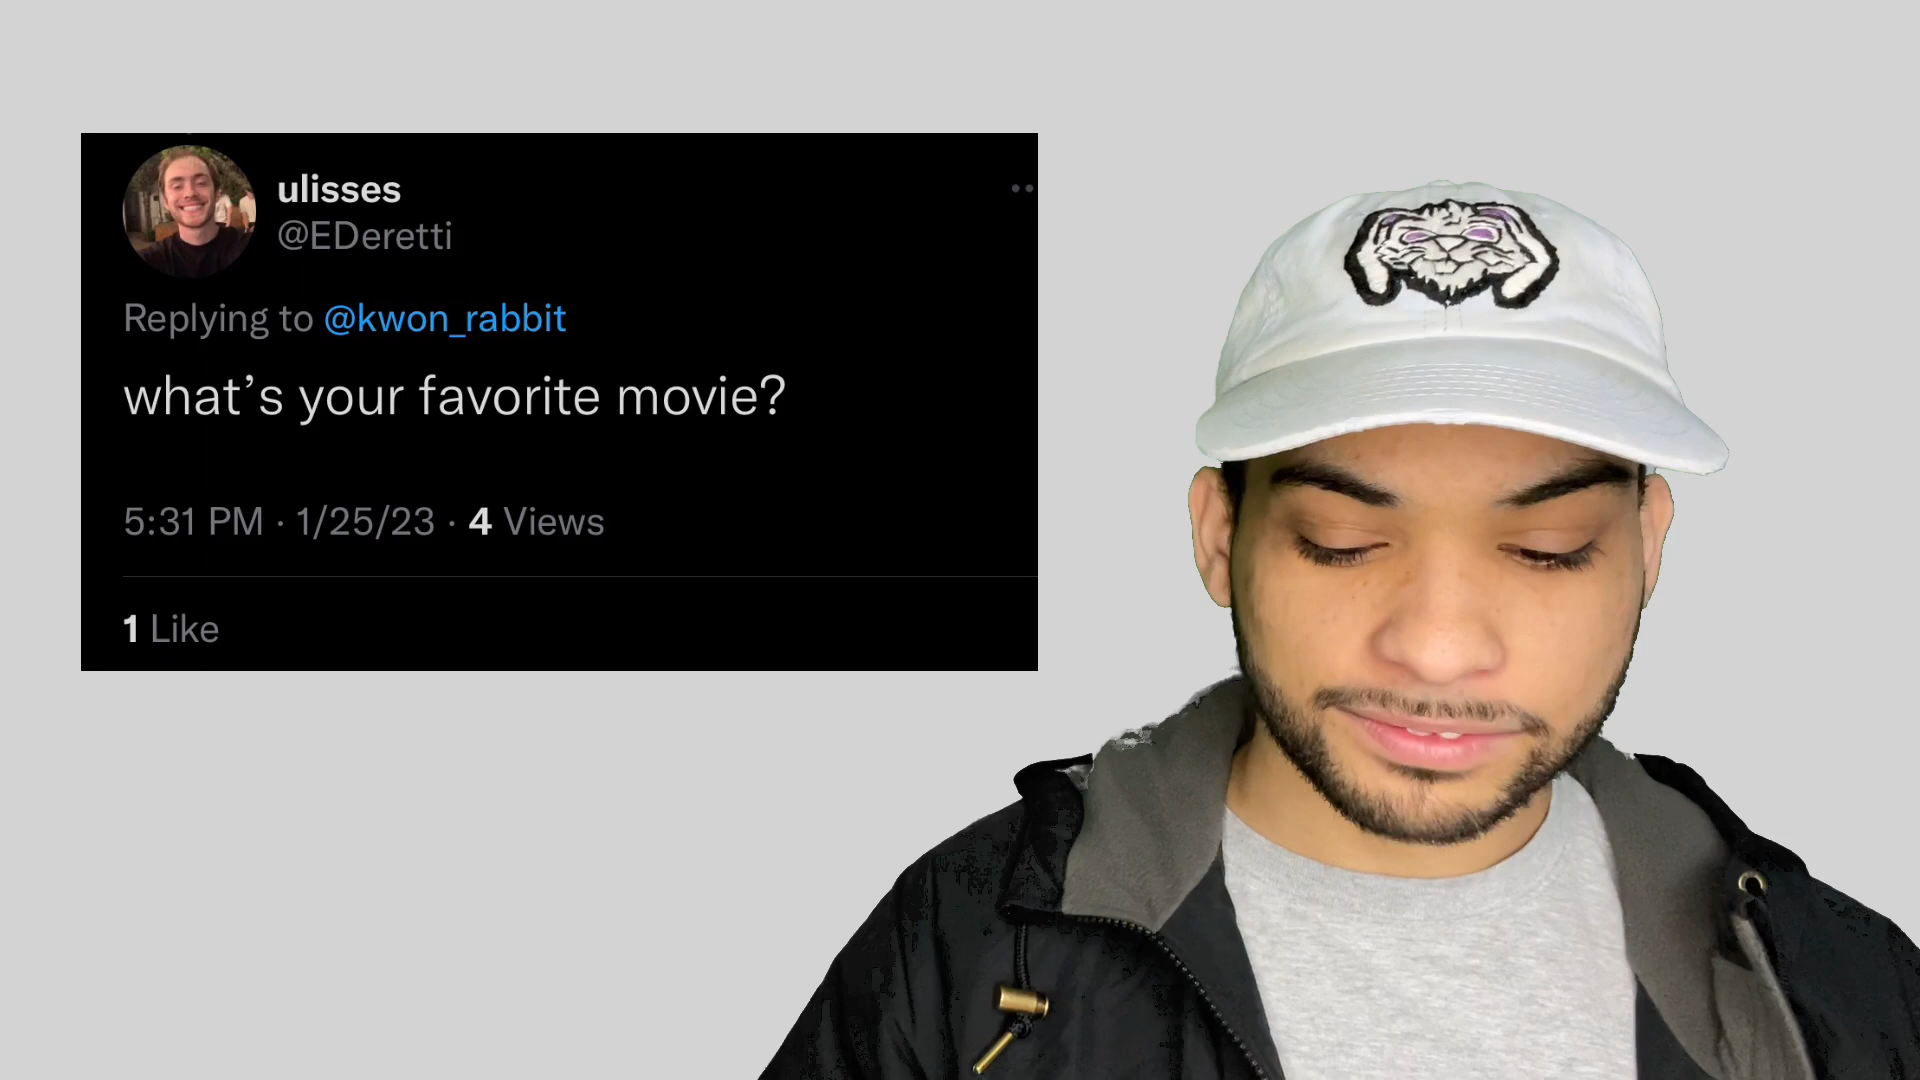 ulisses
@EDeretti
Replying to @kwon_rabbit
what’s your favorite movie?
5:31 PM · 1/25/23 · 4 Views
1 Like